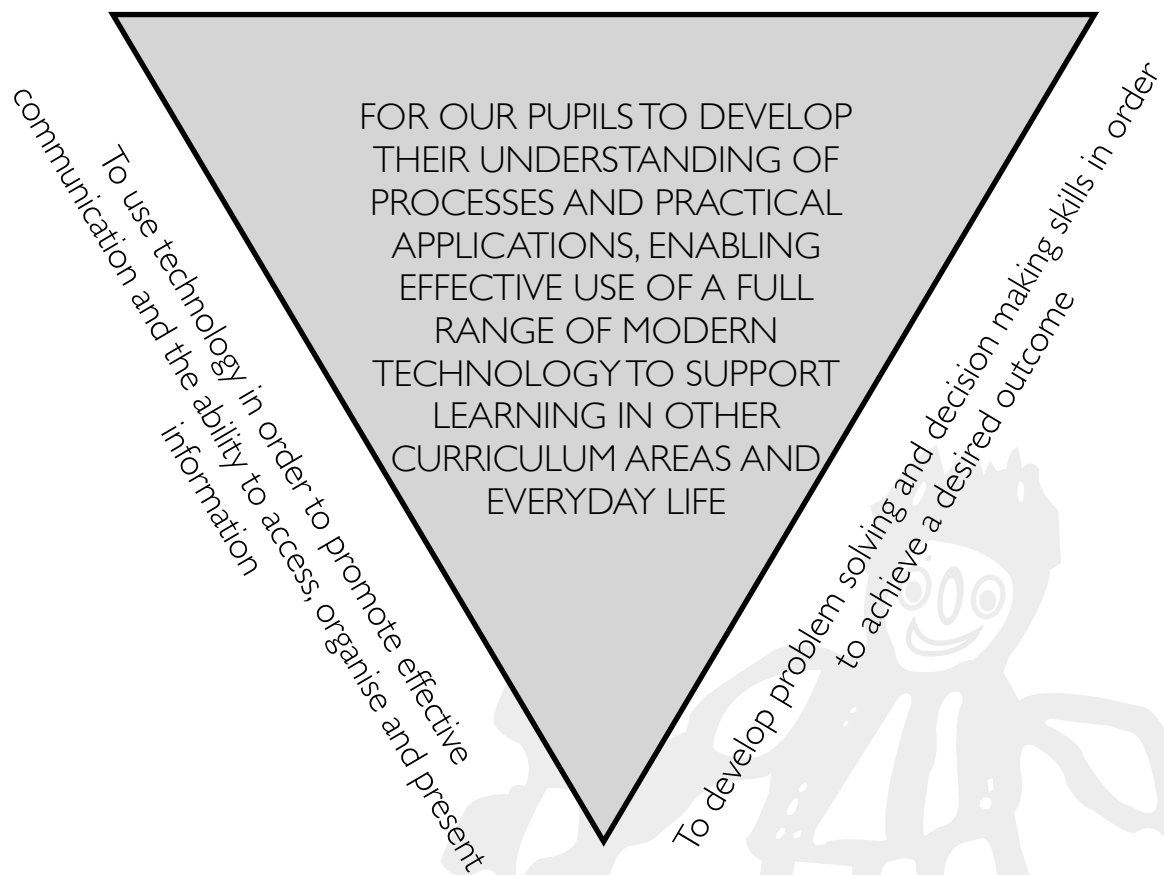 FOR OUR PUPILS TO DEVELOP
THEIR UNDERSTANDING OF
PROCESSES AND PRACTICAL
APPLICATIONS, ENABLING
EFFECTIVE USE OF A FULL
RANGE OF MODERN
TECHNOLOGY TO SUPPORT
LEARNING IN OTHER
CURRICULUM AREAS AND
EVERYDAY LIFE
To use technology in order to promote effective
communication and the ability to access, organise and present
information
To develop problem solving and decision making skills in order
to achieve a desired outcome